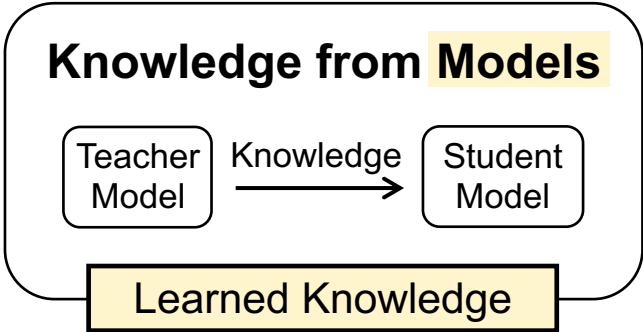 Knowledge from Models
Teacher
Model
Knowledge
Student
Model
Learned Knowledge